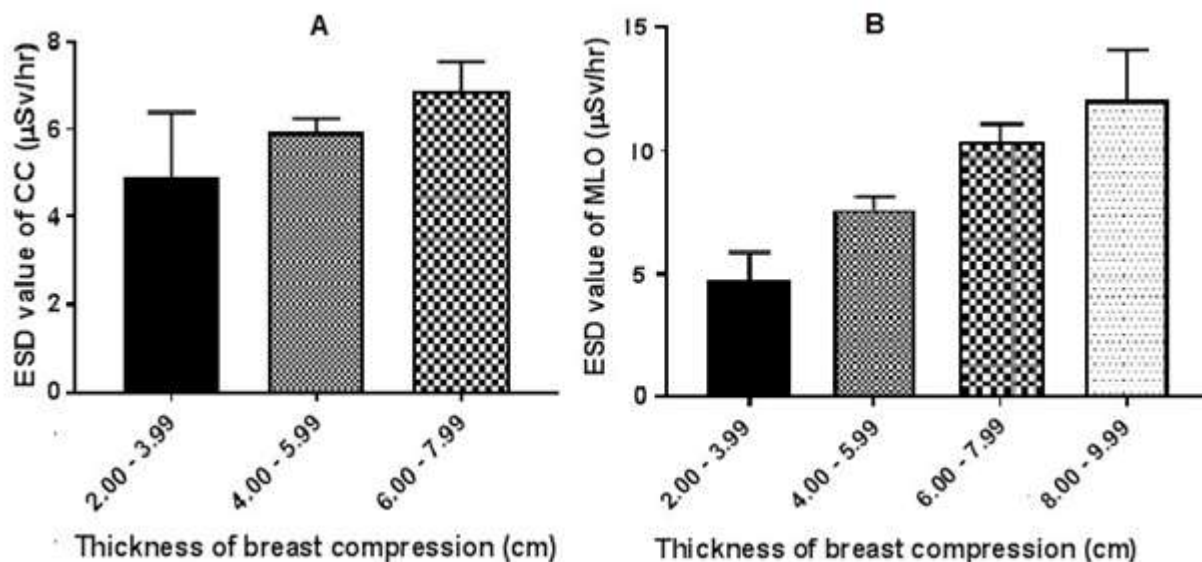 A
ESD value of CC (µSv/hr)
8
6
4
2
0
2.00 - 3.99
4.00 - 5.99
6.00 - 7.99
Thickness of breast compression (cm)
B
ESD value of MLO (µSv/hr)
15
10
5
0
2.00 - 3.99
4.00 - 5.99
6.00 - 7.99
8.00 - 9.99
Thickness of breast compression (cm)